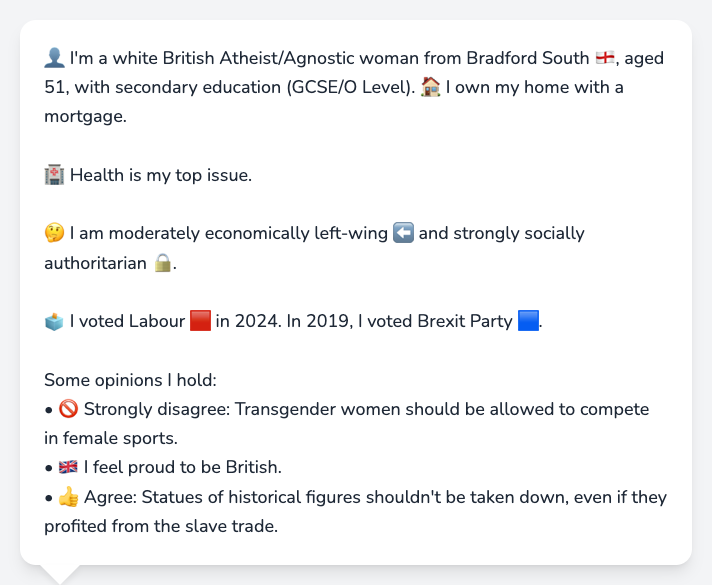 👤 I'm a white British Atheist/Agnostic woman from Bradford South 🏴󠁧󠁢󠁥󠁮󠁧󠁿, aged
51, with secondary education (GCSE/O Level). 🏠 I own my home with a
mortgage.
🏥 Health is my top issue.
🤔 I am moderately economically left-wing ⬅️ and strongly socially
authoritarian 🔒.
🗳️ I voted Labour 🟥 in 2024. In 2019, I voted Brexit Party 🟦.
Some opinions I hold:
• 🚫 Strongly disagree: Transgender women should be allowed to compete
in female sports.
• 🇬🇧 I feel proud to be British.
• 👍 Agree: Statues of historical figures shouldn't be taken down, even if they
profited from the slave trade.